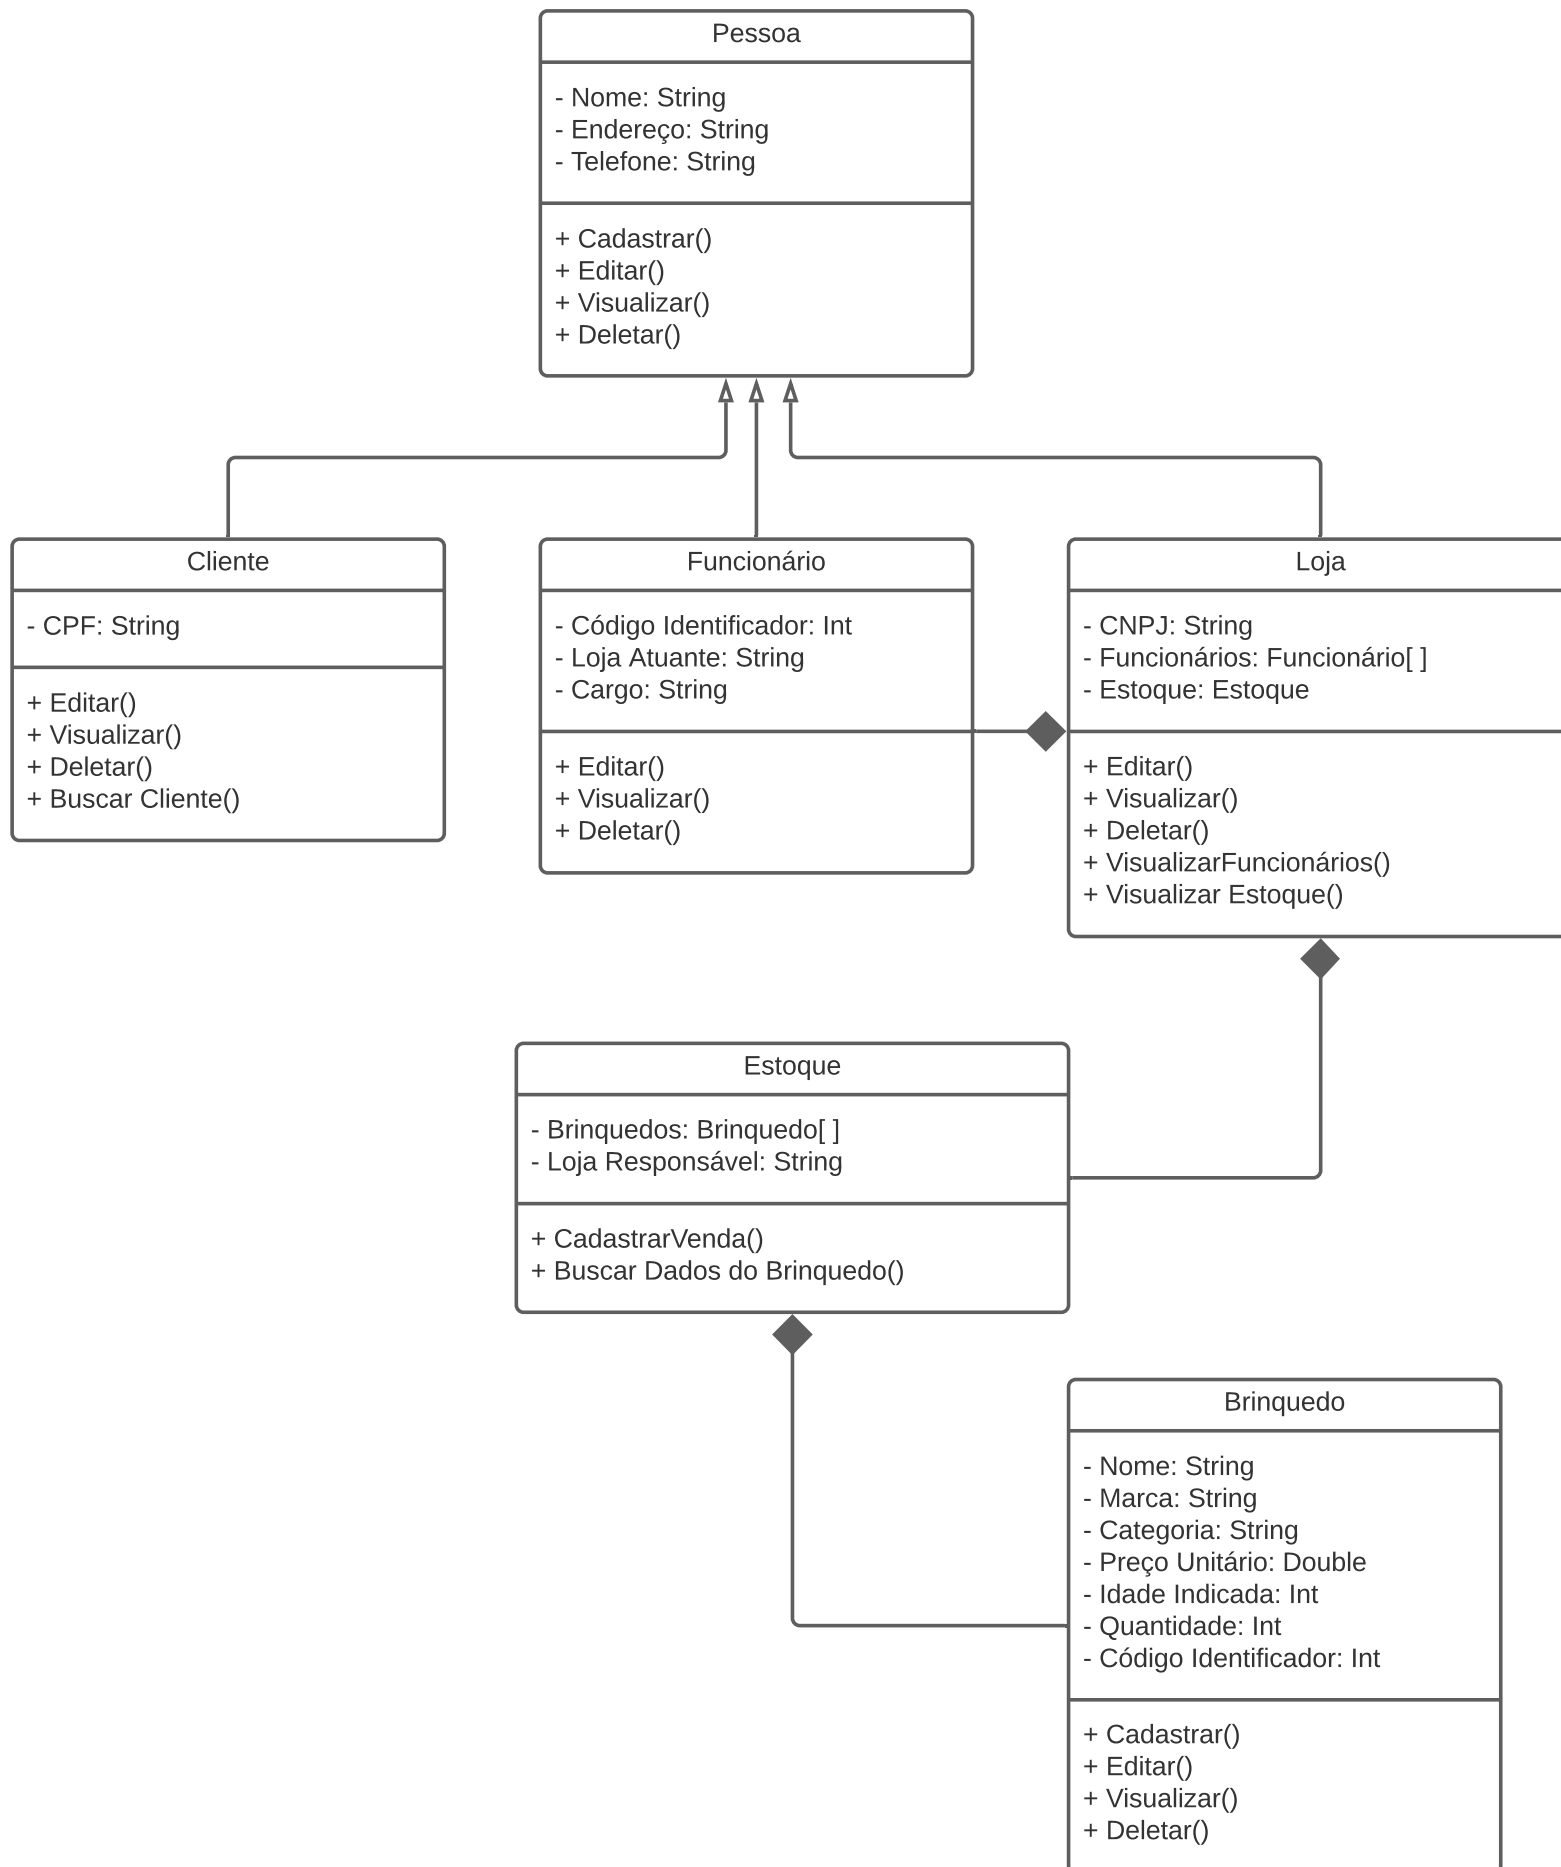 Pessoa
- Nome: String
- Endereço: String
- Telefone: String
+ Cadastrar()
+ Editar()
+ Visualizar()
+ Deletar()
Cliente
- CPF: String
+ Editar()
+ Visualizar()
+ Deletar()
+ Buscar Cliente()
Funcionário
- Código Identificador: Int
- Loja Atuante: String
- Cargo: String
+ Editar()
+ Visualizar()
+ Deletar()
Loja
- CNPJ: String
- Funcionários: Funcionário[ ]
- Estoque: Estoque
+ Editar()
+ Visualizar()
+ Deletar()
+ VisualizarFuncionários()
+ Visualizar Estoque()
Estoque
- Brinquedos: Brinquedo[ ]
- Loja Responsável: String
+ CadastrarVenda()
+ Buscar Dados do Brinquedo()
Brinquedo
- Nome: String
- Marca: String
- Categoria: String
- Preço Unitário: Double
- Idade Indicada: Int
- Quantidade: Int
- Código Identificador: Int
+ Cadastrar()
+ Editar()
+ Visualizar()
+ Deletar()